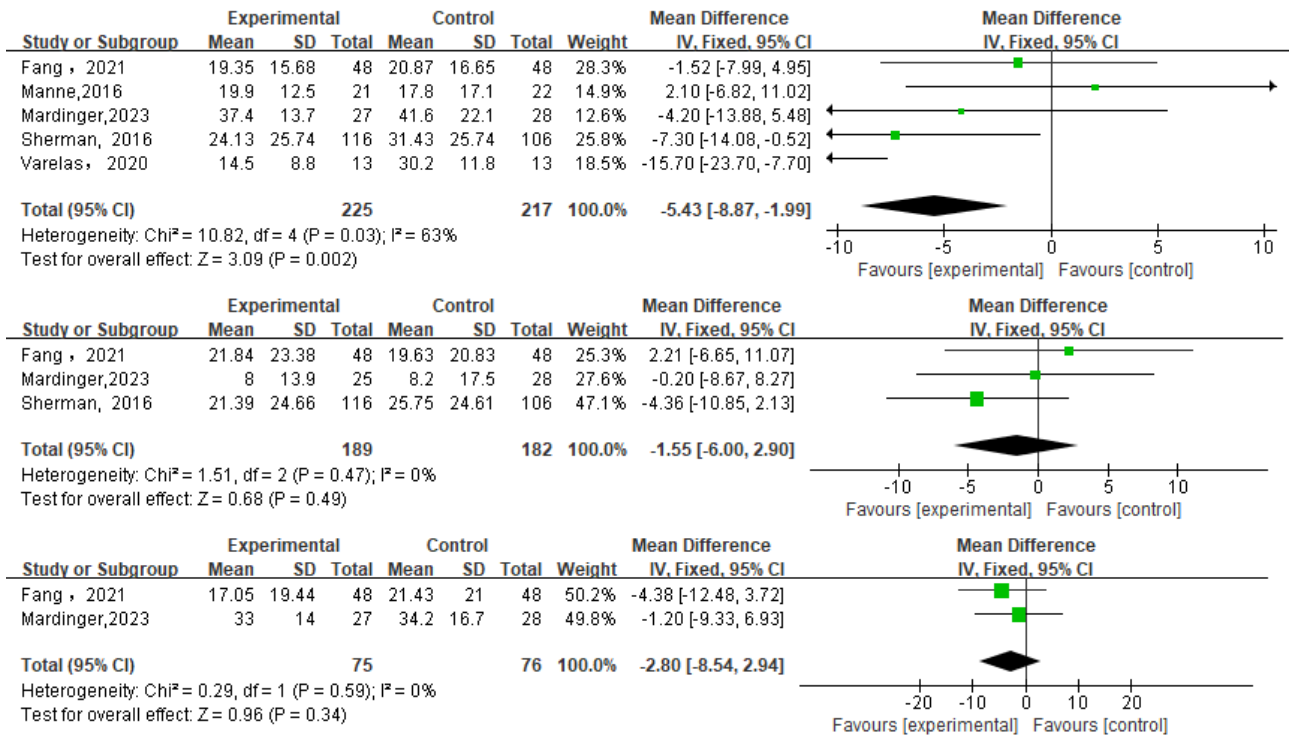 Experimental Control Mean Difference Mean Difference
Study or Subgroup Mean SD Total Mean SD Total Weight IV, Fixed, 95% CI IV, Fixed, 95% CI
Fang，2021 19.35 15.68 48 20.87 16.65 48 28.3% -1.52 [-7.99, 4.95]
Manne,2016 19.9 12.5 21 17.8 17.1 22 14.9% 2.10 [-6.82, 11.02]
Mardinger,2023 37.4 13.7 27 41.6 22.1 28 12.6% -4.20 [-13.88, 5.48]
Sherman, 2016 24.13 25.74 116 31.43 25.74 106 25.8% -7.30 [-14.08, -0.52]
Varelas，2020 14.5 8.8 13 30.2 11.8 13 18.5% -15.70 [-23.70, -7.70]
Total (95% CI) 225 217 100.0% -5.43 [-8.87, -1.99]
Heterogeneity: Chi² = 10.82, df = 4 (P = 0.03); I² = 63%
Test for overall effect: Z = 3.09 (P = 0.002)
-10 -5 0 5 10
Favours [experimental] Favours [control]
Experimental Control Mean Difference Mean Difference
Study or Subgroup Mean SD Total Mean SD Total Weight IV, Fixed, 95% CI IV, Fixed, 95% CI
Fang，2021 21.84 23.38 48 19.63 20.83 48 25.3% 2.21 [-6.65, 11.07]
Mardinger,2023 8 13.9 25 8.2 17.5 28 27.6% -0.20 [-8.67, 8.27]
Sherman, 2016 21.39 24.66 116 25.75 24.61 106 47.1% -4.36 [-10.85, 2.13]
Total (95% CI) 189 182 100.0% -1.55 [-6.00, 2.90]
Heterogeneity: Chi² = 1.51, df = 2 (P = 0.47); I² = 0%
Test for overall effect: Z = 0.68 (P = 0.49)
-10 -5 0 5 10
Favours [experimental] Favours [control]
Experimental Control Mean Difference Mean Difference
Study or Subgroup Mean SD Total Mean SD Total Weight IV, Fixed, 95% CI IV, Fixed, 95% CI
Fang，2021 17.05 19.44 48 21.43 21 48 50.2% -4.38 [-12.48, 3.72]
Mardinger,2023 33 14 27 34.2 16.7 28 49.8% -1.20 [-9.33, 6.93]
Total (95% CI) 75 76 100.0% -2.80 [-8.54, 2.94]
Heterogeneity: Chi² = 0.29, df = 1 (P = 0.59); I² = 0%
Test for overall effect: Z = 0.96 (P = 0.34)
-20 -10 0 10 20
Favours [experimental] Favours [control]